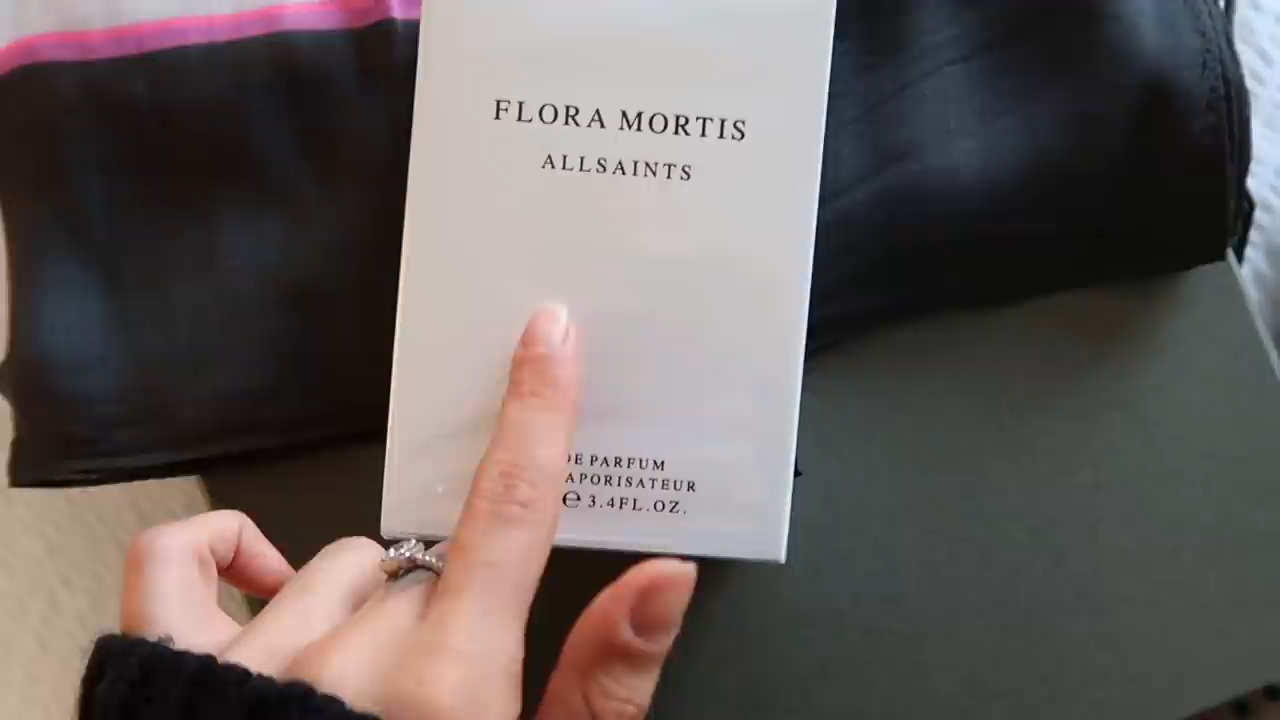 FLORA MORTIS
ALLSAINTS
DE PARFUM
APORISATEUR
℮ 3.4FL.OZ.